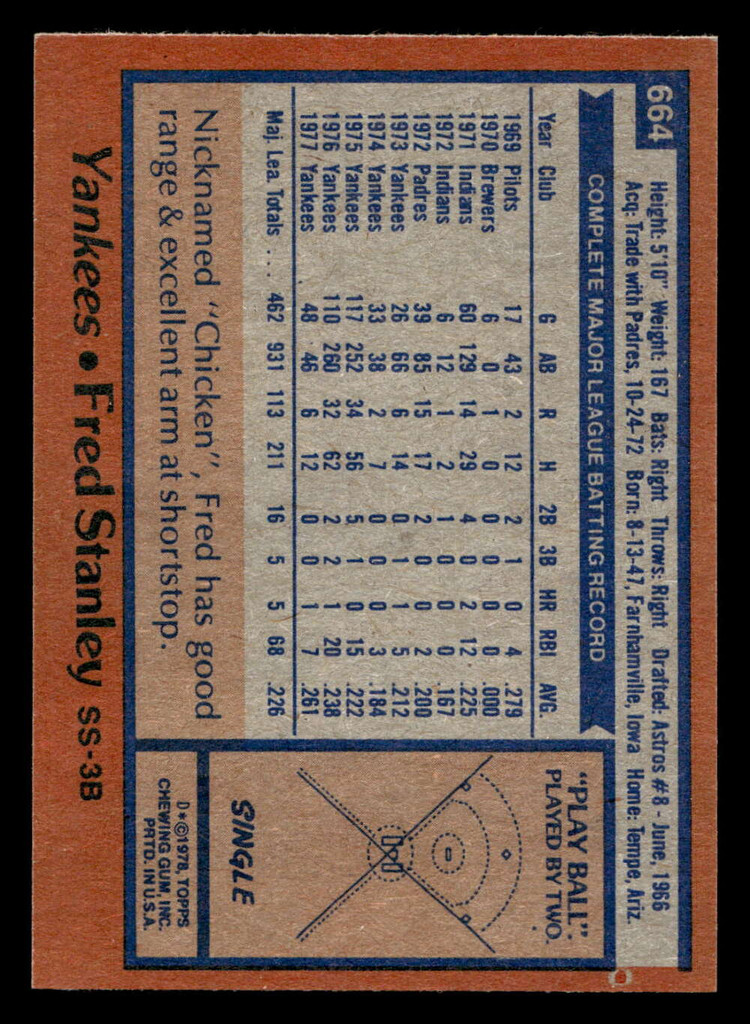 664
Height: 5'10" Weight: 167 Bats: Right Throws: Right Drafted: Astros #8 - June, 1966
Acq: Trade with Padres, 10-24-72 Born: 8-13-47, Farnhamville, Iowa Home: Tempe, Ariz.
COMPLETE MAJOR LEAGUE BATTING RECORD
Year Club G AB R H 2B 3B HR RBI AVG.
1969 Pilots 17 43 2 12 2 1 0 4 .279
1970 Brewers 6 0 1 0 0 0 0 0 .000
1971 Indians 60 129 14 29 4 0 2 12 .225
1972 Indians 6 12 1 2 1 0 0 0 .167
1972 Padres 39 85 15 17 2 0 0 2 .200
1973 Yankees 26 66 6 14 0 1 1 5 .212
1974 Yankees 33 38 2 7 0 0 0 3 .184
1975 Yankees 117 252 34 56 5 1 0 15 .222
1976 Yankees 110 260 32 62 2 2 1 20 .238
1977 Yankees 48 46 6 12 0 0 1 7 .261
Maj. Lea. Totals .... 462 931 113 211 16 5 5 68 .226
Nicknamed "Chicken", Fred has good
range & excellent arm at shortstop.
"PLAY BALL":
PLAYED BY TWO.
SINGLE
D*©1978, TOPPS
CHEWING GUM, INC.
PRTD. IN U.S.A.
Yankees • Fred Stanley SS-3B